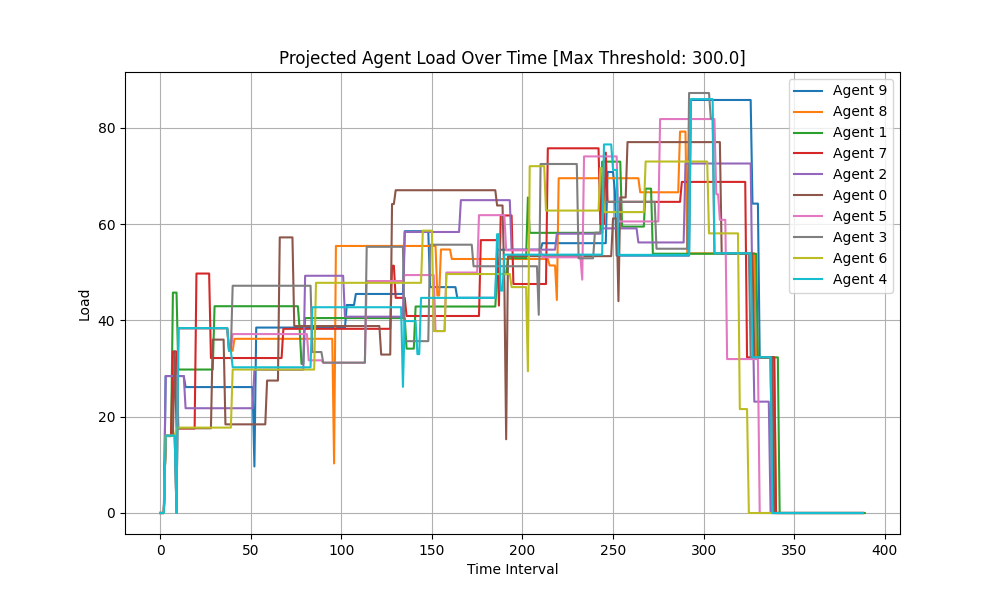 Projected Agent Load Over Time [Max Threshold: 300.0]
Agent 9
Agent 8
Agent 1
Agent 7
Agent 2
Agent 0
Agent 5
Agent 3
Agent 6
Agent 4
80
60
40
20
0
Load
0 50 100 150 200 250 300 350 400
Time Interval